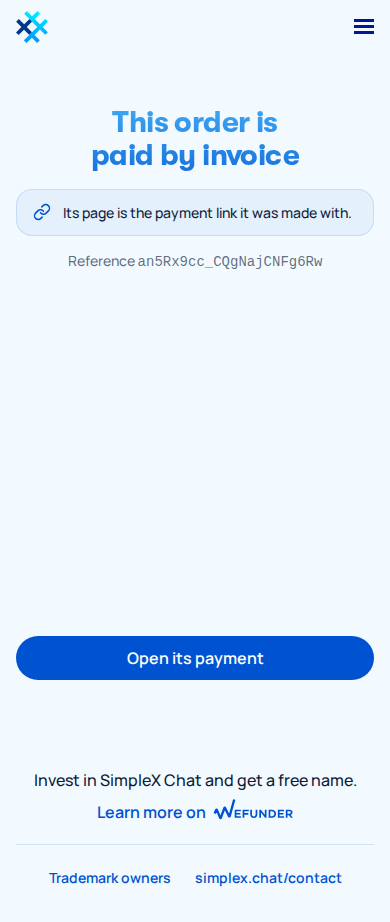 This order is
paid by invoice
Its page is the payment link it was made with.
Reference an5Rx9cc_CQgNajCNFg6Rw
Open its payment
Invest in SimpleX Chat and get a free name.
Learn more on WEFUNDER
Trademark owners simplex.chat/contact